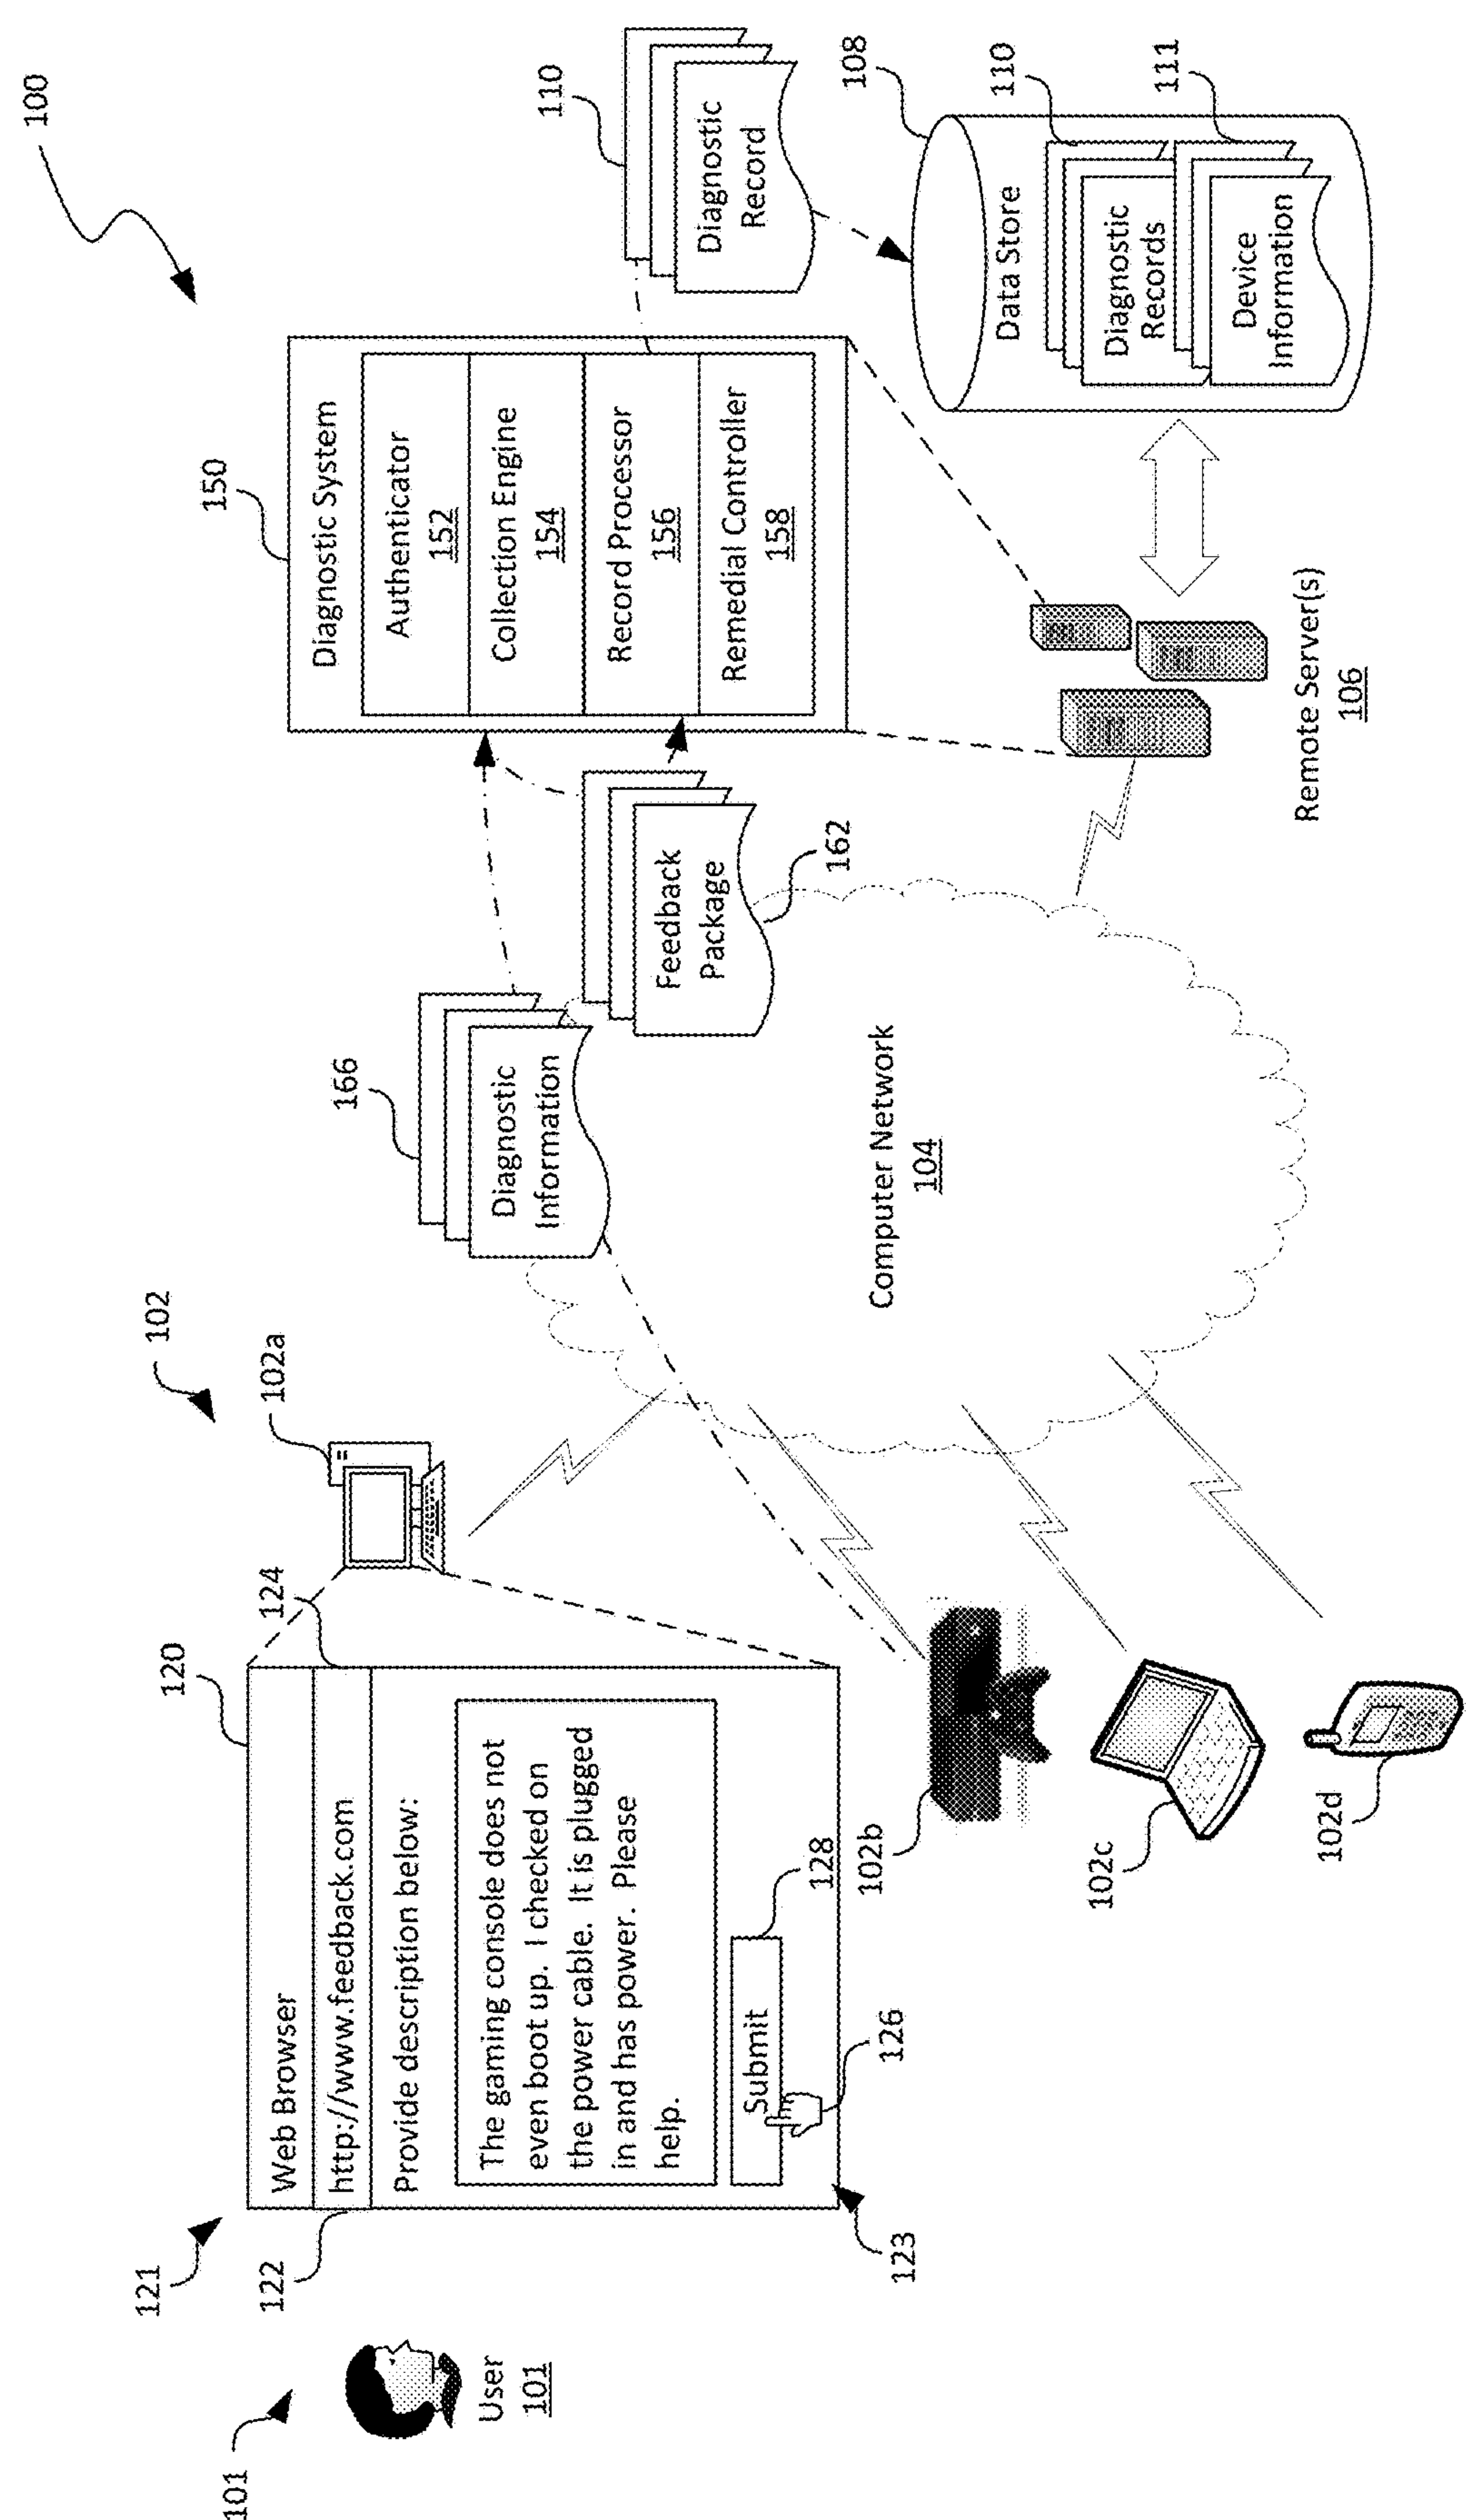 100
101
User
101
121
120
122
124
Web Browser
http://www.feedback.com
Provide description below:
The gaming console does not
even boot up. I checked on
the power cable. It is plugged
in and has power. Please
help.
Submit
128
126
123
102
102a
102b
102c
102d
166
Diagnostic
Information
Feedback
Package
162
Computer Network
104
150
Diagnostic System
Authenticator
152
Collection Engine
154
Record Processor
156
Remedial Controller
158
110
Diagnostic
Record
108
Data Store
110
Diagnostic
Records
111
Device
Information
Remote Server(s)
106